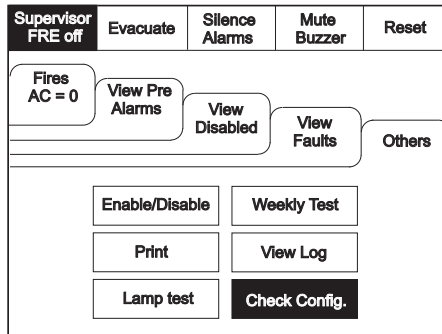 Supervisor
FRE off
Evacuate
Silence
Alarms
Mute
Buzzer
Reset
Fires
AC = 0
View Pre
Alarms
View
Disabled
View
Faults
Others
Enable/Disable
Weekly Test
Print
View Log
Lamp test
Check Config.